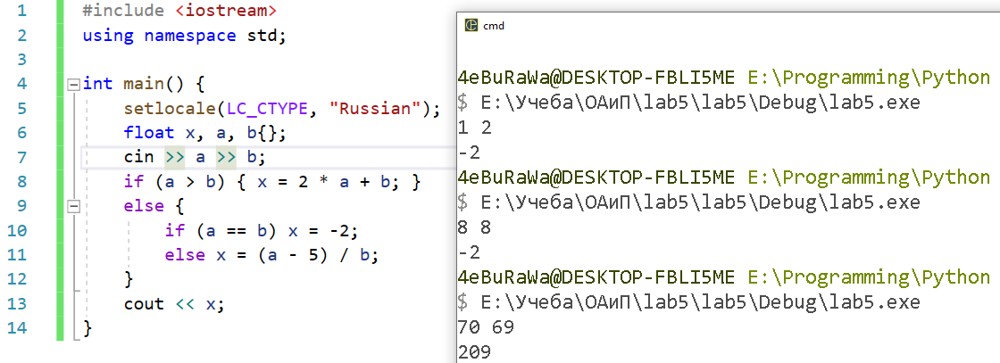 1 #include <iostream>
2 using namespace std;
3
4 int main() {
5 setlocale(LC_CTYPE, "Russian");
6 float x, a, b{};
7 cin >> a >> b;
8 if (a > b) { x = 2 * a + b; }
9 else {
10 if (a == b) x = -2;
11 else x = (a - 5) / b;
12 }
13 cout << x;
14 }
cmd
4eBuRaWa@DESKTOP-FBLI5ME E:\Programming\Python
$ E:\Учеба\ОАиП\lab5\lab5\Debug\lab5.exe
1 2
-2
4eBuRaWa@DESKTOP-FBLI5ME E:\Programming\Python
$ E:\Учеба\ОАиП\lab5\lab5\Debug\lab5.exe
8 8
-2
4eBuRaWa@DESKTOP-FBLI5ME E:\Programming\Python
$ E:\Учеба\ОАиП\lab5\lab5\Debug\lab5.exe
70 69
209